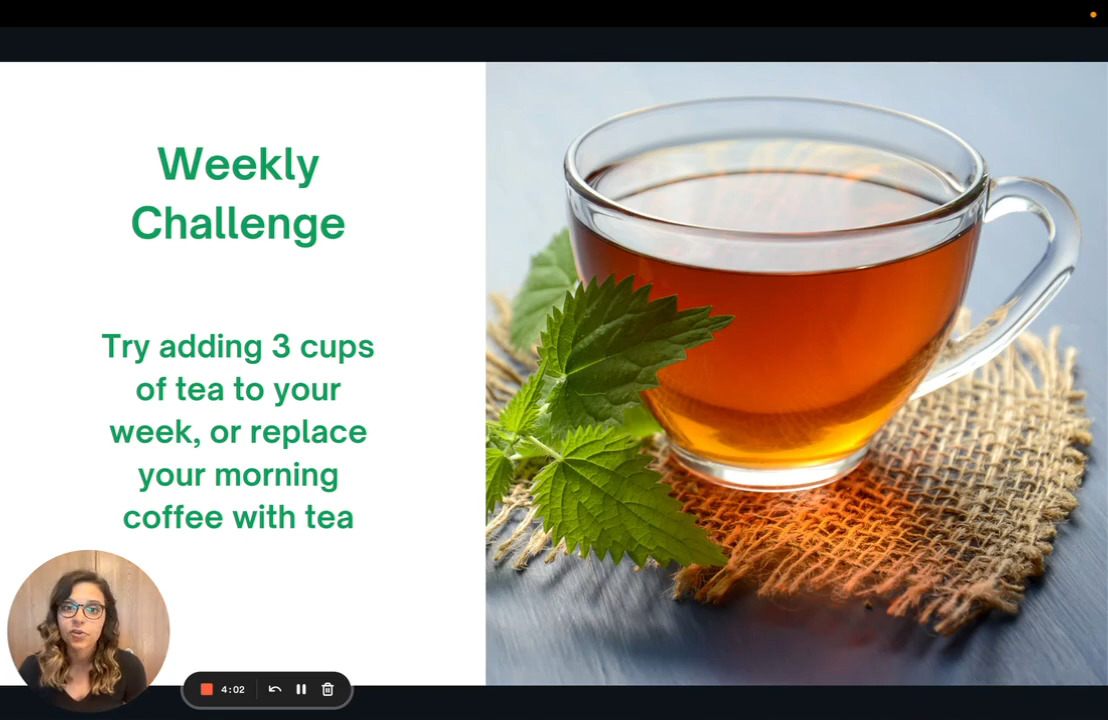 Weekly
Challenge
Try adding 3 cups
of tea to your
week, or replace
your morning
coffee with tea
4:02